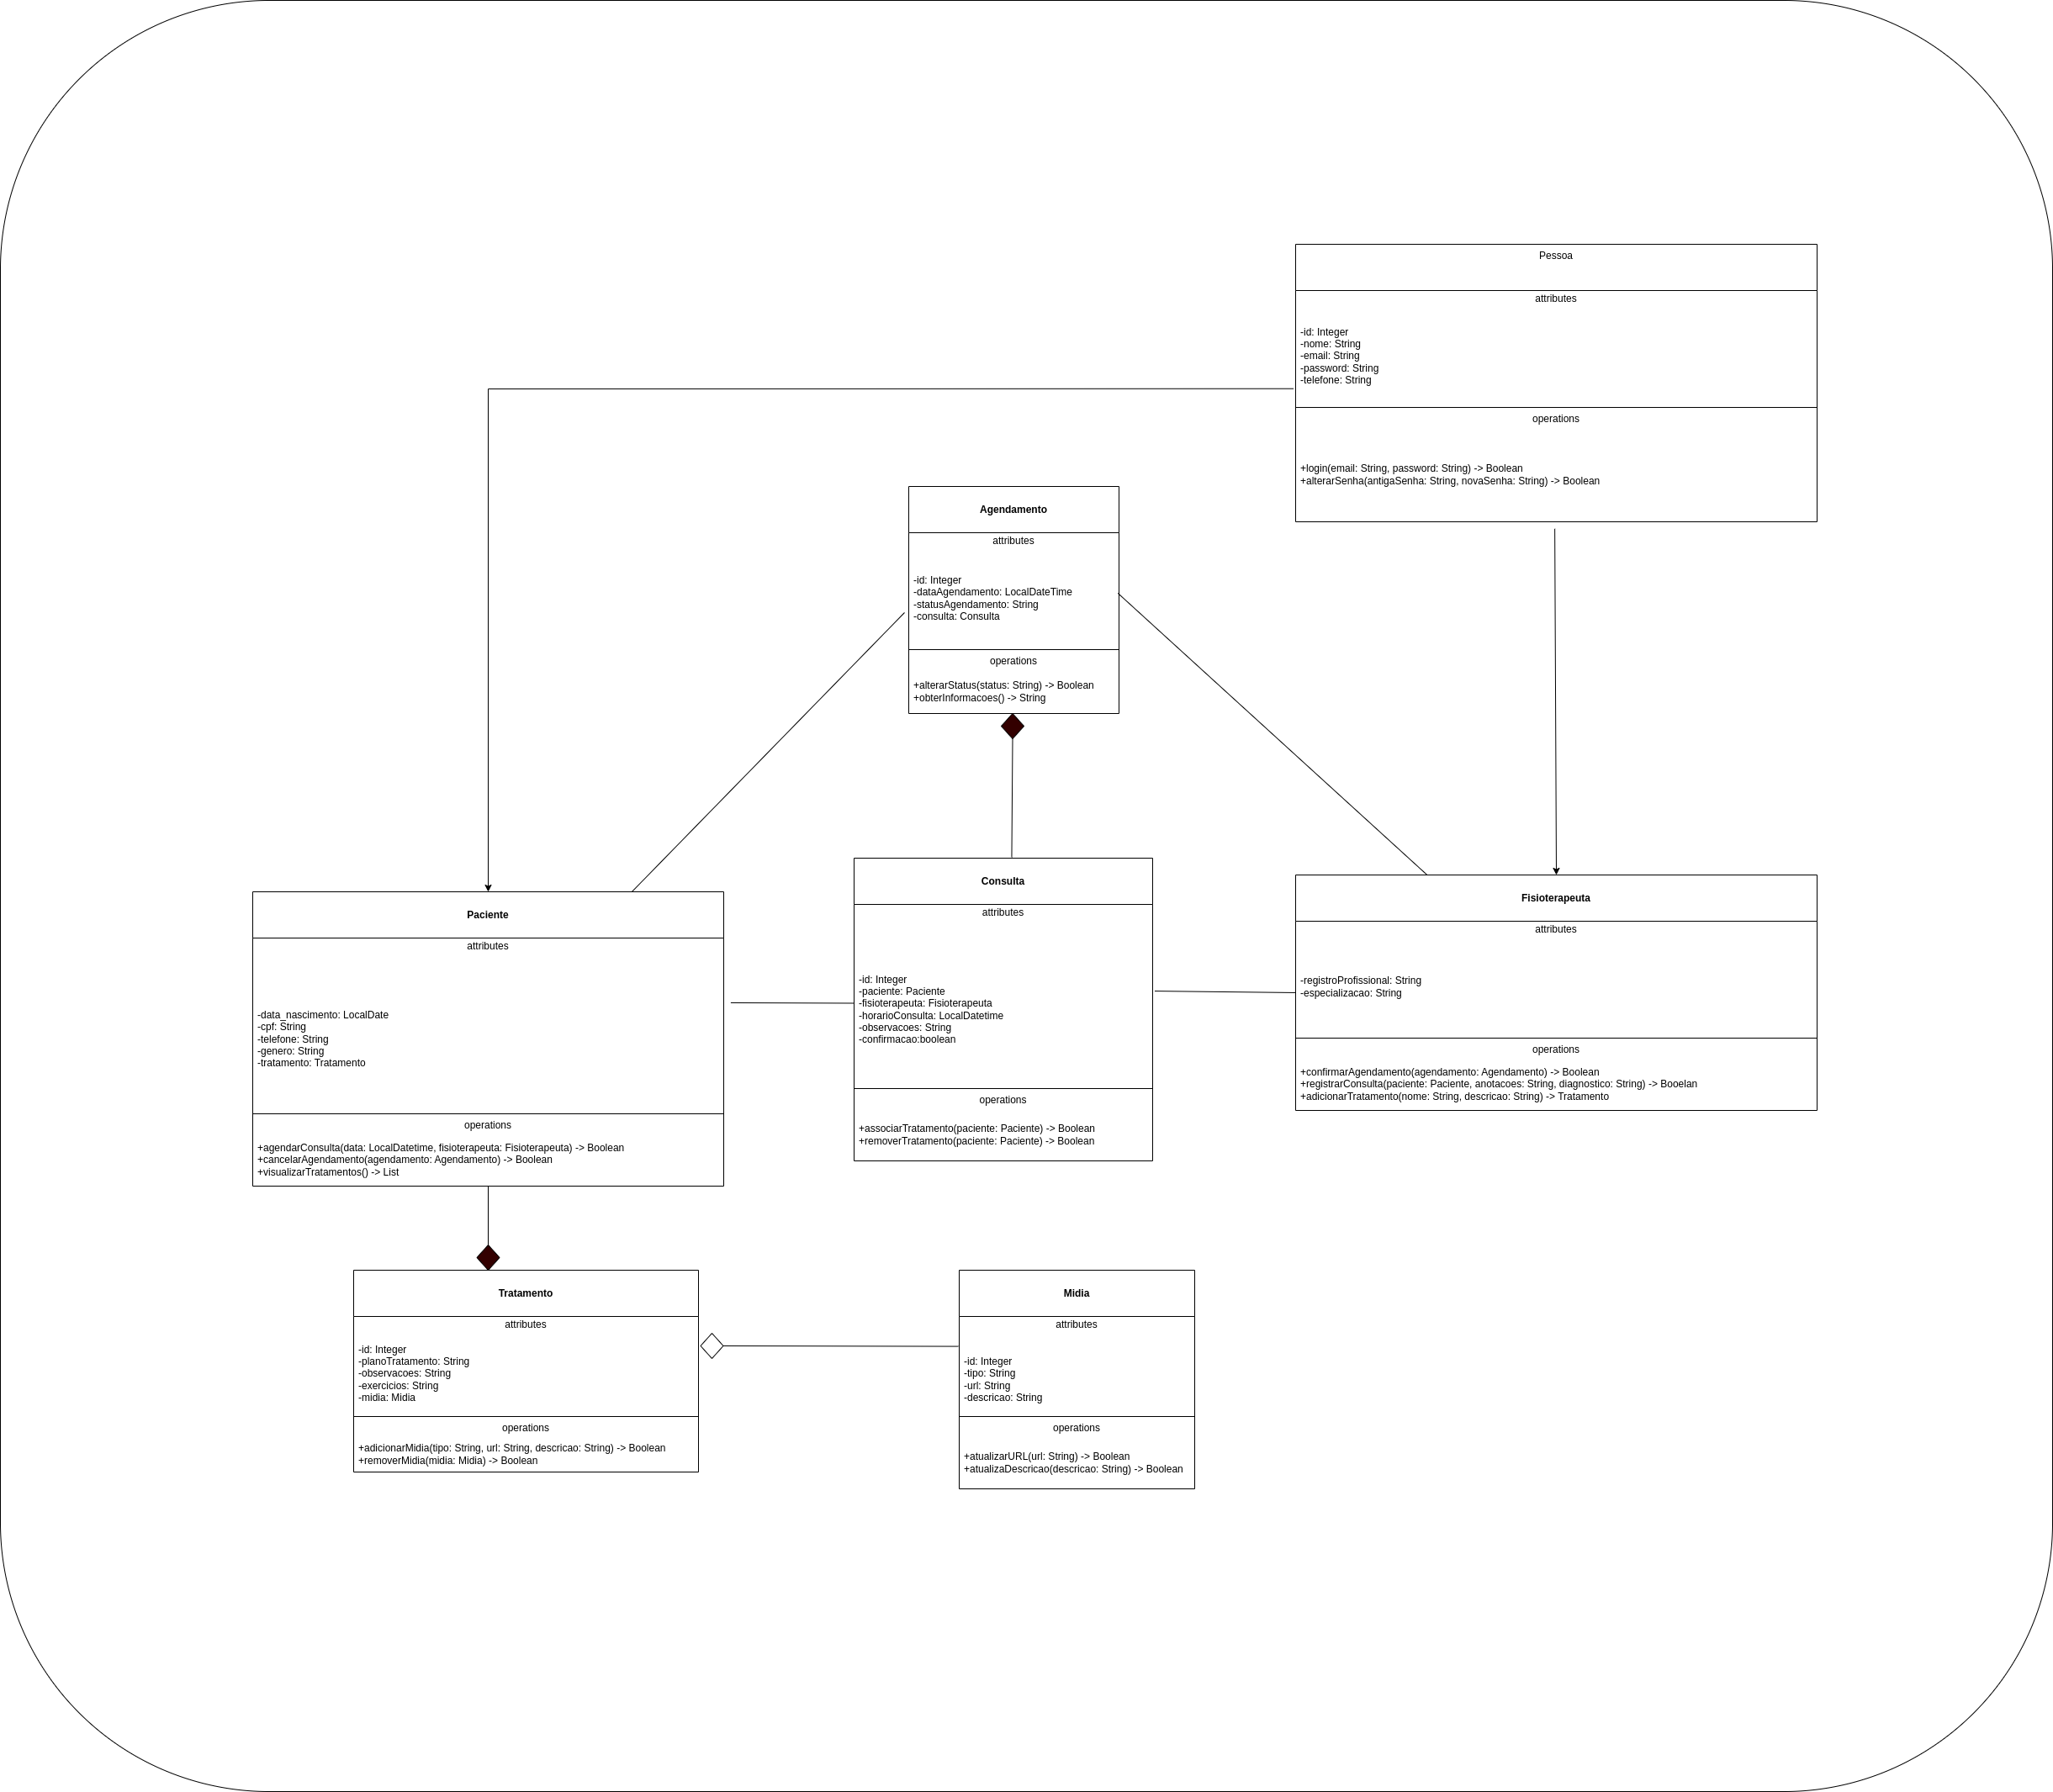 Pessoa
attributes
-id: Integer
-nome: String
-email: String
-password: String
-telefone: String
operations
+login(email: String, password: String) -> Boolean
+alterarSenha(antigaSenha: String, novaSenha: String) -> Boolean
Agendamento
attributes
-id: Integer
-dataAgendamento: LocalDateTime
-statusAgendamento: String
-consulta: Consulta
operations
+alterarStatus(status: String) -> Boolean
+obterInformacoes() -> String
Paciente
attributes
-data_nascimento: LocalDate
-cpf: String
-telefone: String
-genero: String
-tratamento: Tratamento
operations
+agendarConsulta(data: LocalDatetime, fisioterapeuta: Fisioterapeuta) -> Boolean
+cancelarAgendamento(agendamento: Agendamento) -> Boolean
+visualizarTratamentos() -> List
Consulta
attributes
-id: Integer
-paciente: Paciente
-fisioterapeuta: Fisioterapeuta
-horarioConsulta: LocalDatetime
-observacoes: String
-confirmacao:boolean
operations
+associarTratamento(paciente: Paciente) -> Boolean
+removerTratamento(paciente: Paciente) -> Boolean
Fisioterapeuta
attributes
-registroProfissional: String
-especializacao: String
operations
+confirmarAgendamento(agendamento: Agendamento) -> Boolean
+registrarConsulta(paciente: Paciente, anotacoes: String, diagnostico: String) -> Booelan
+adicionarTratamento(nome: String, descricao: String) -> Tratamento
Tratamento
attributes
-id: Integer
-planoTratamento: String
-observacoes: String
-exercicios: String
-midia: Midia
operations
+adicionarMidia(tipo: String, url: String, descricao: String) -> Boolean
+removerMidia(midia: Midia) -> Boolean
Midia
attributes
-id: Integer
-tipo: String
-url: String
-descricao: String
operations
+atualizarURL(url: String) -> Boolean
+atualizaDescricao(descricao: String) -> Boolean